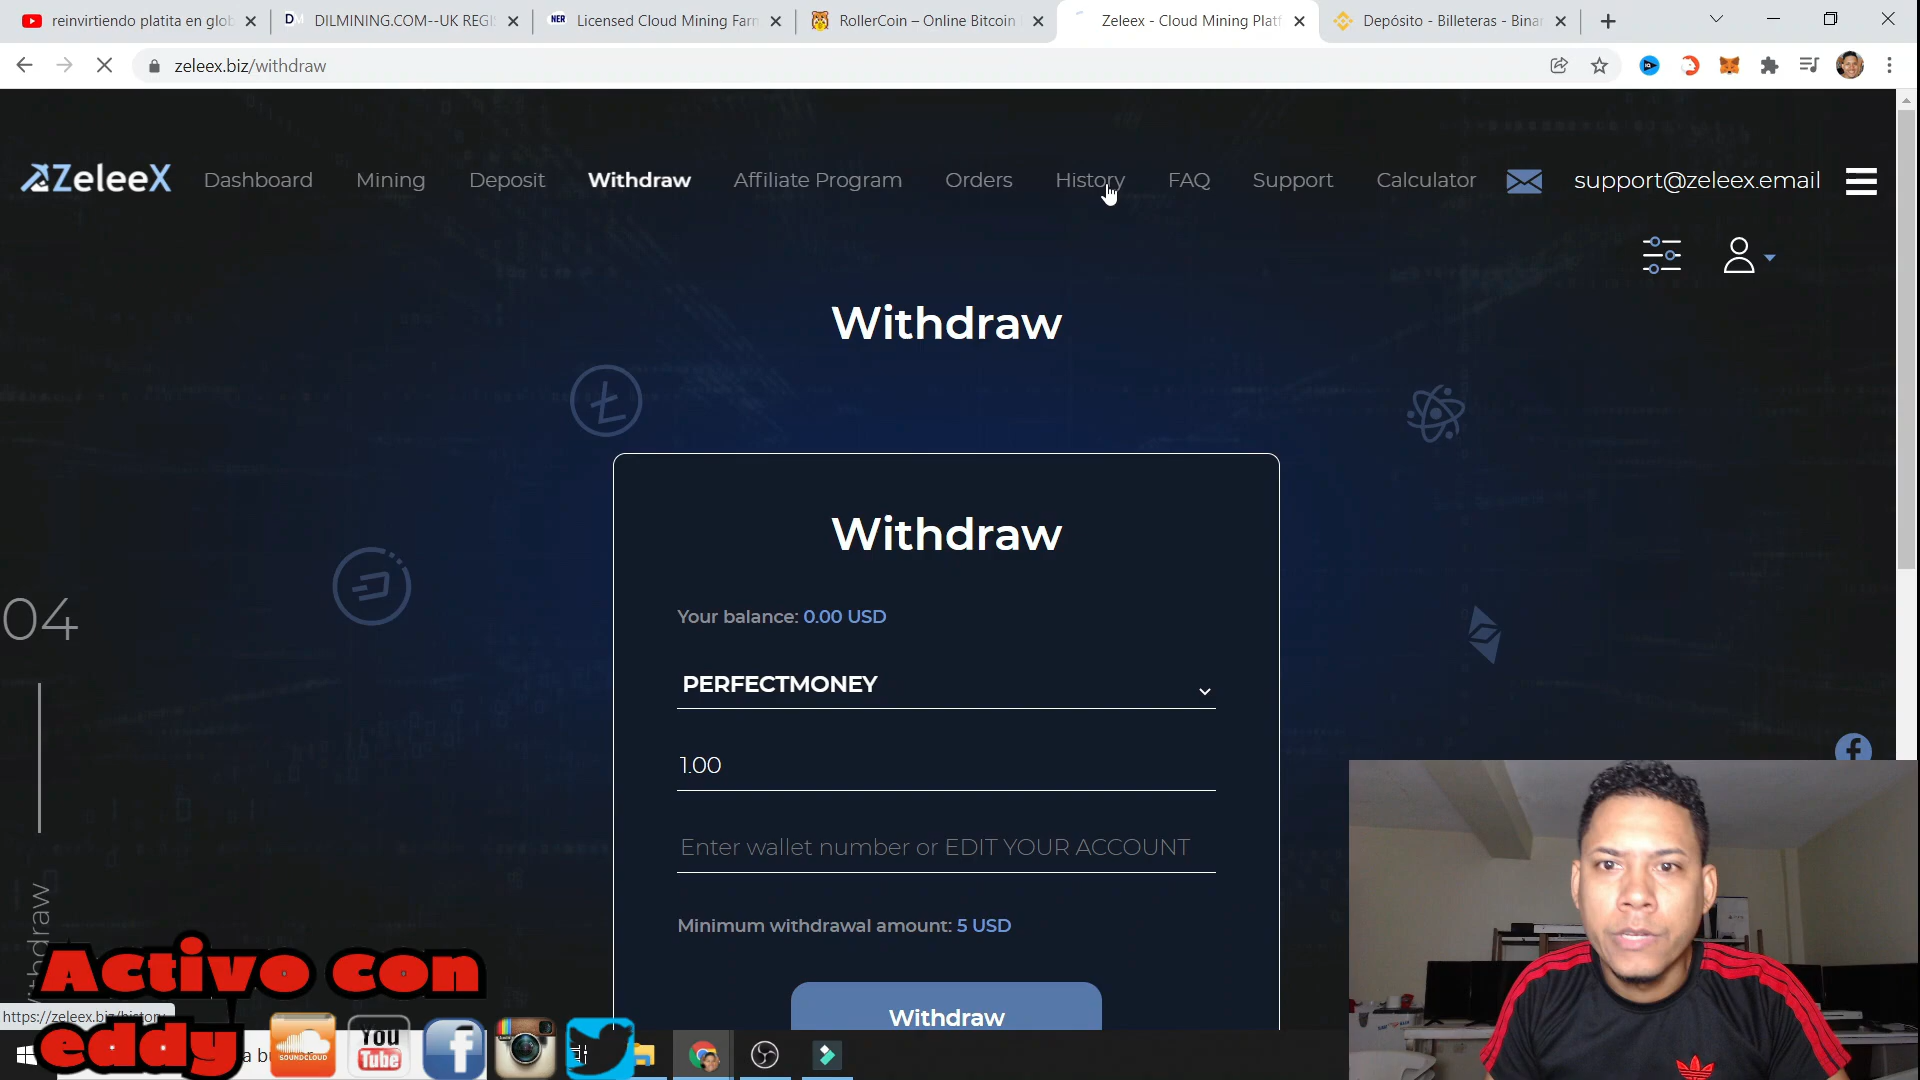 reinvirtiendo platita en glob
DILMINING.COM--UK REGI
Licensed Cloud Mining Farm
RollerCoin – Online Bitcoin
Zeleex - Cloud Mining Platf
Depósito - Billeteras - Binan
zeleex.biz/withdraw
ZeleeX
Dashboard
Mining
Deposit
Withdraw
Affiliate Program
Orders
History
FAQ
Support
Calculator
support@zeleex.email
Withdraw
Withdraw
Your balance: 0.00 USD
PERFECTMONEY
1.00
Enter wallet number or EDIT YOUR ACCOUNT
Minimum withdrawal amount: 5 USD
Withdraw
04
Activo con
eddy
https://zeleex.biz/history
SOUNDCLOUD
You
Tube